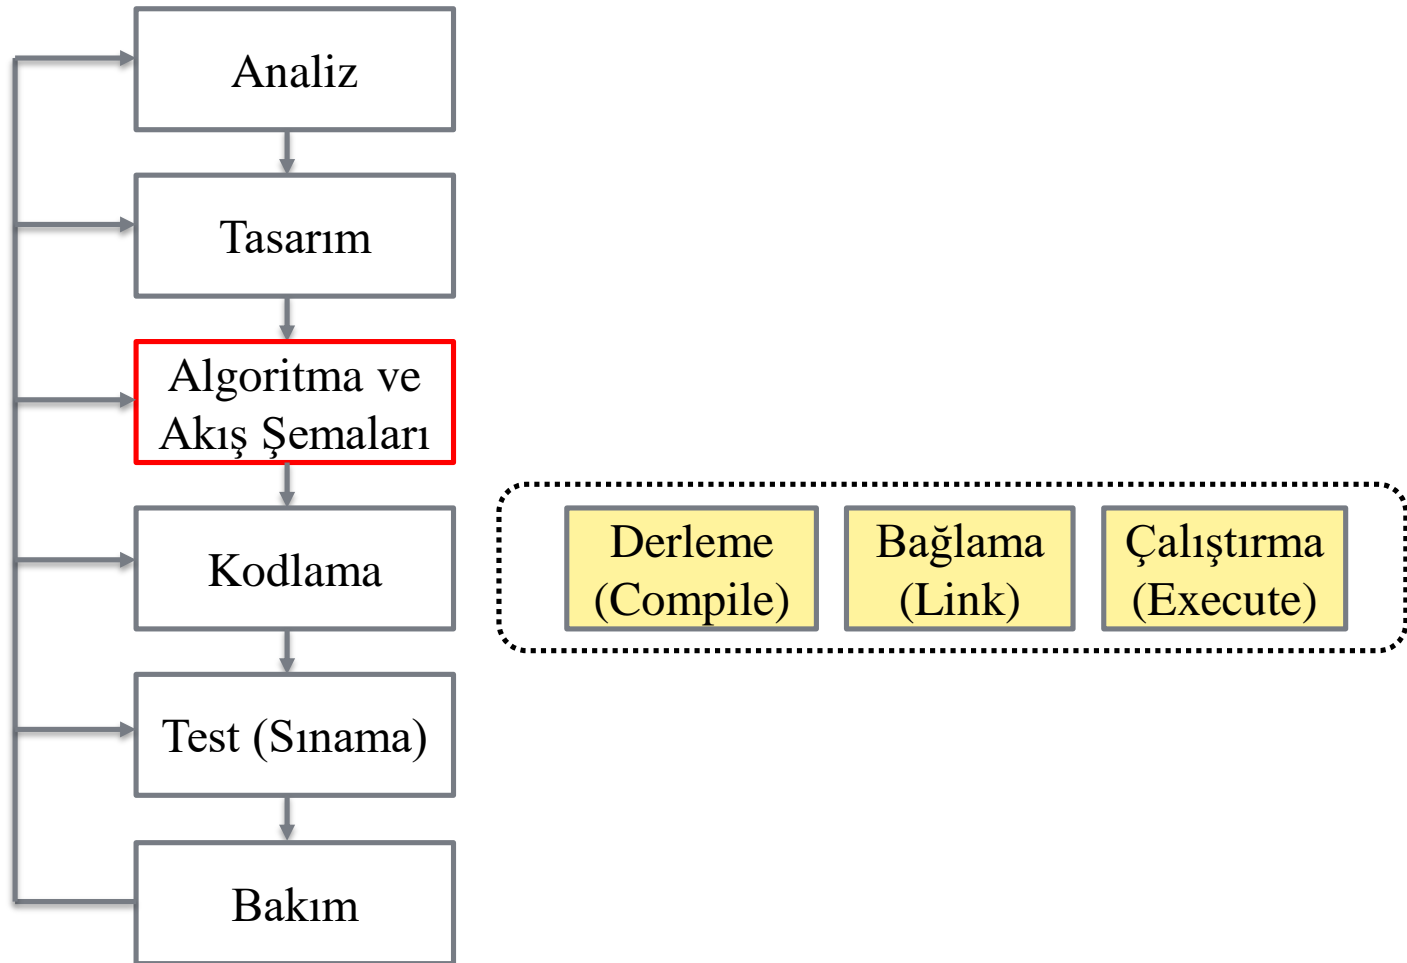 Analiz
Tasarım
Algoritma ve
Akış Şemaları
Kodlama
Derleme
(Compile)
Bağlama
(Link)
Çalıştırma
(Execute)
Test (Sınama)
Bakım